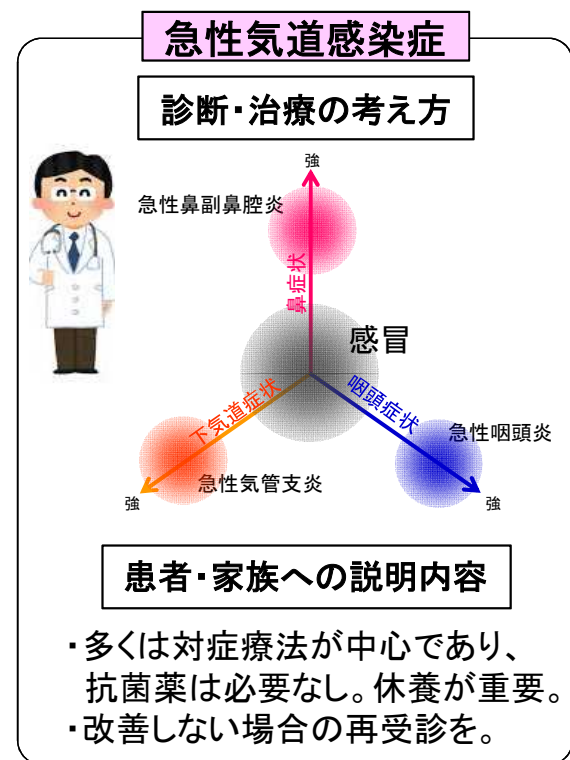 急性気道感染症
診断・治療の考え方
強
急性鼻副鼻腔炎
鼻症状
感冒
下気道症状
咽頭症状
急性咽頭炎
急性気管支炎
強
強
患者・家族への説明内容
・多くは対症療法が中心であり、
抗菌薬は必要なし。休養が重要。
・改善しない場合の再受診を。